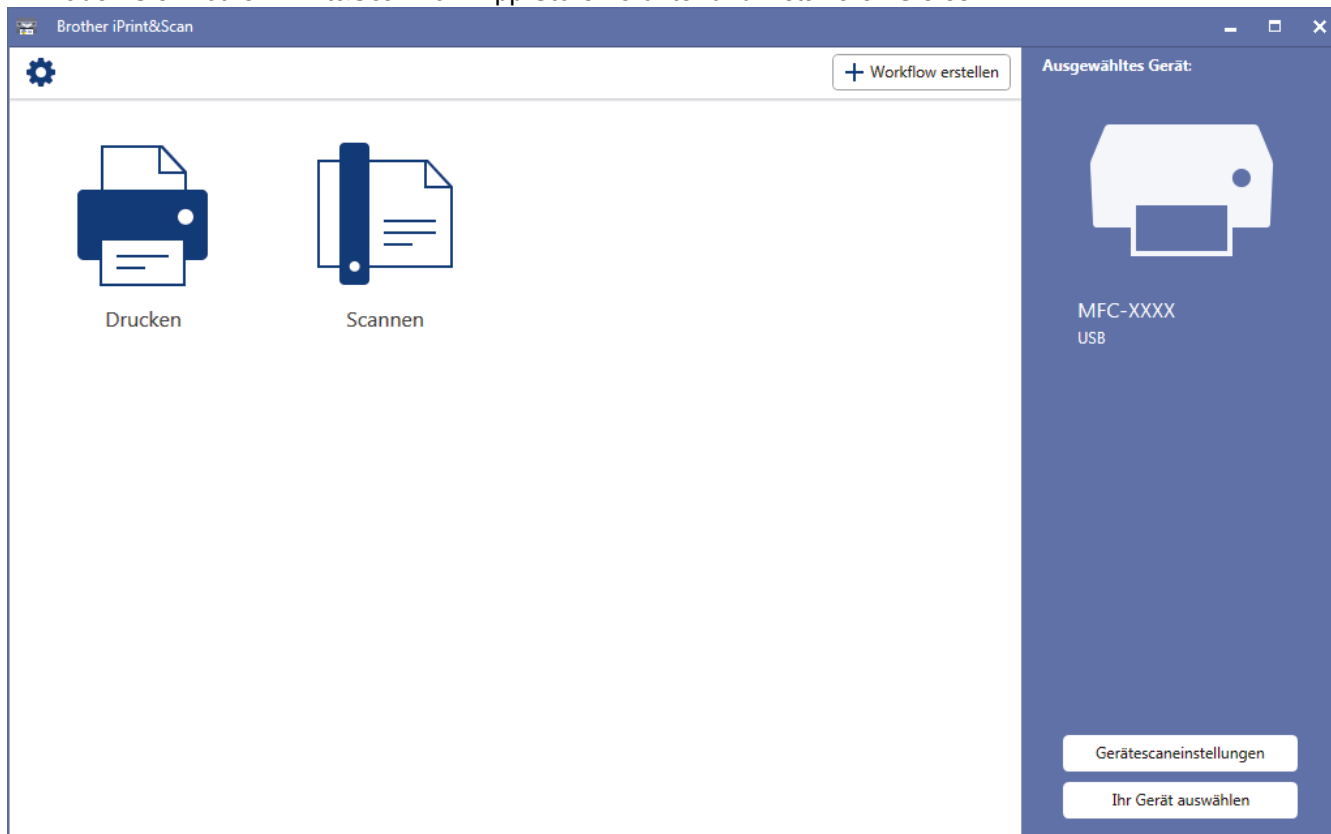 Brother iPrint&Scan
Workflow erstellen
Ausgewähltes Gerät:
Drucken
Scannen
MFC-XXXX
USB
Gerätescaneinstellungen
Ihr Gerät auswählen